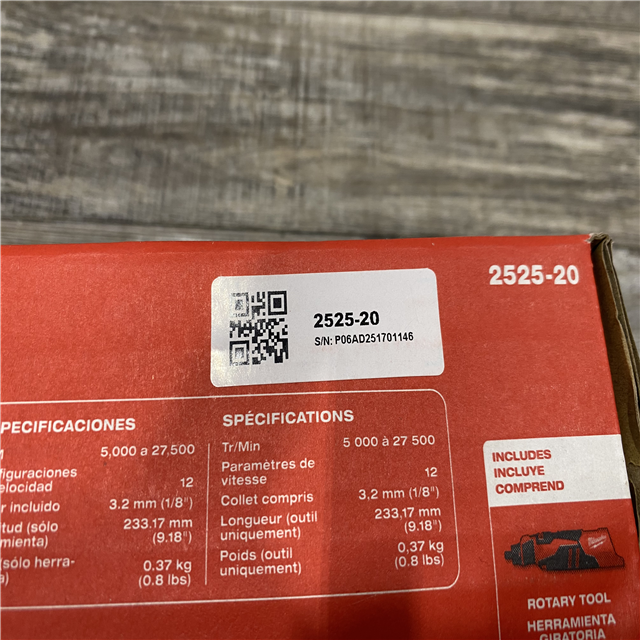 2525-20
2525-20
S/N: P06AD251701146
PECIFICACIONES
5,000 a 27,500
figuraciones
elocidad
12
r incluido
3.2 mm (1/8")
tud (sólo
mienta)
233.17 mm
(9.18")
(sólo herra-
a)
0.37 kg
(0.8 lbs)
SPÉCIFICATIONS
Tr/Min
5 000 à 27 500
Paramètres de
vitesse
12
Collet compris
3,2 mm (1/8")
Longueur (outil
uniquement)
233,17 mm
(9.18")
Poids (outil
uniquement)
0,37 kg
(0.8 lbs)
INCLUDES
INCLUYE
COMPREND
Milwaukee
ROTARY TOOL
HERRAMIENTA
GIRATORIA